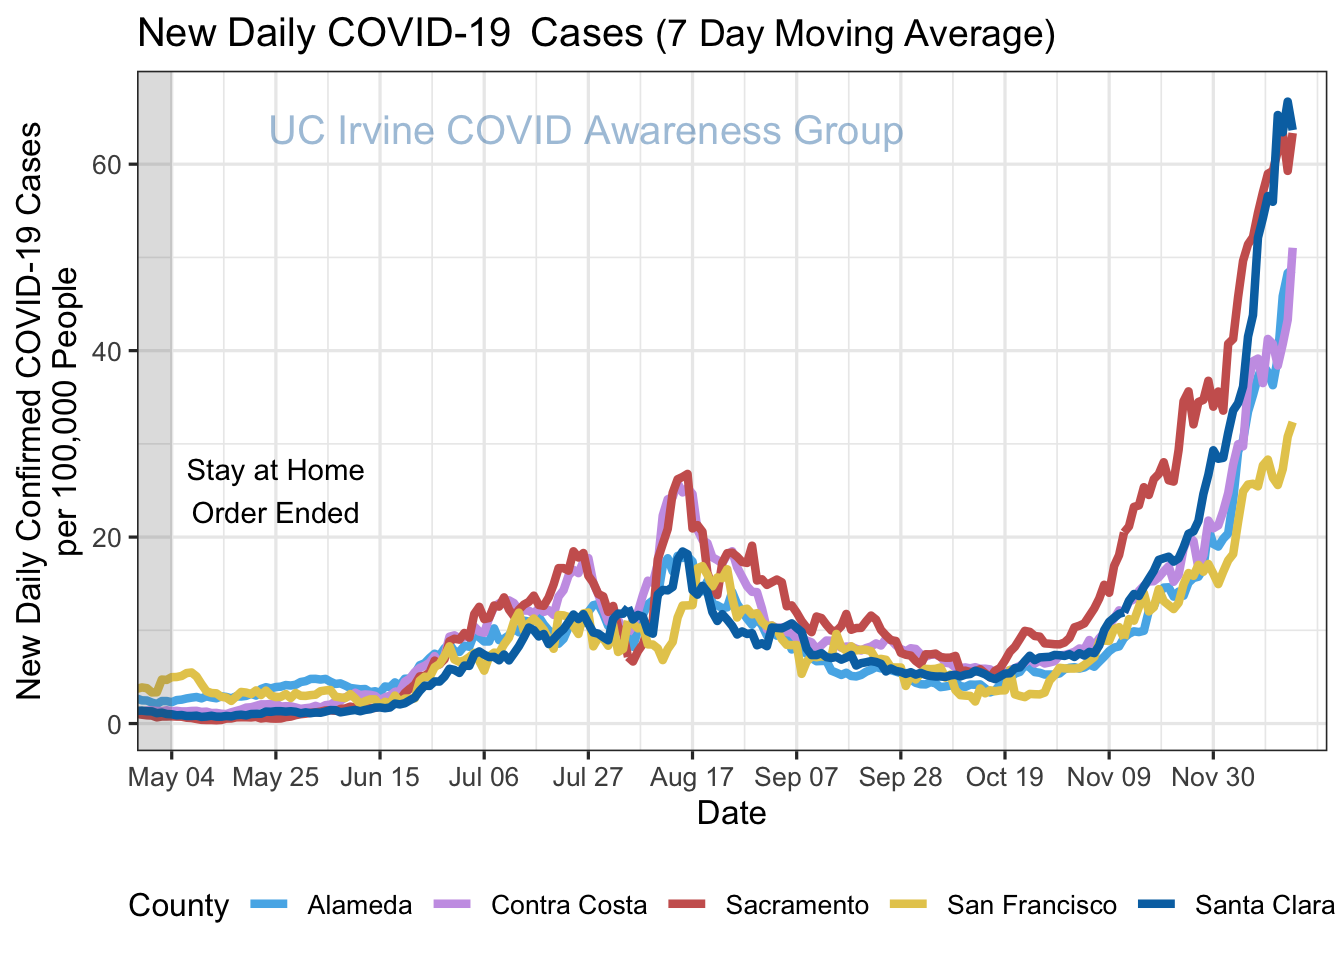 New Daily COVID-19  Cases (7 Day Moving Average)
UC Irvine COVID Awareness Group
New Daily Confirmed COVID-19 Cases
per 100,000 People
60
40
20
0
Stay at Home
Order Ended
May 04 May 25 Jun 15 Jul 06 Jul 27 Aug 17 Sep 07 Sep 28 Oct 19 Nov 09 Nov 30
Date
County Alameda Contra Costa Sacramento San Francisco Santa Clara